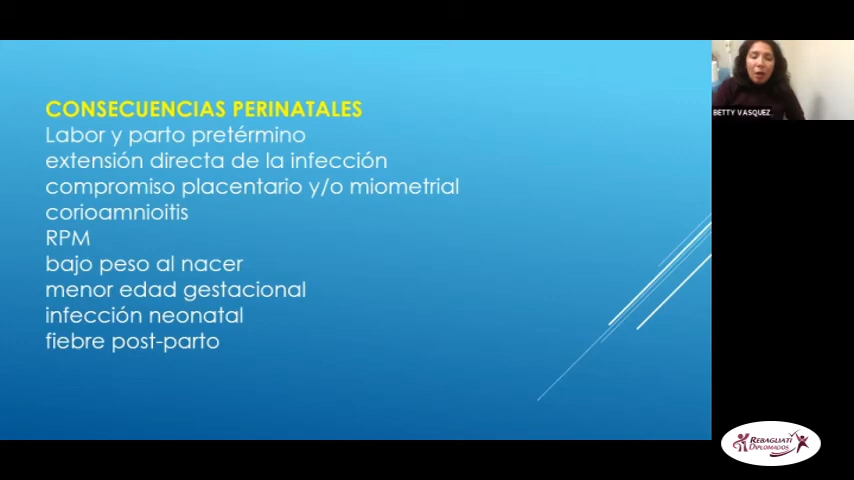 CONSECUENCIAS PERINATALES
Labor y parto pretérmino
extensión directa de la infección
compromiso placentario y/o miometrial
corioamnioitis
RPM
bajo peso al nacer
menor edad gestacional
infección neonatal
fiebre post-parto
BETTY VASQUEZ
REBAGLIATI
DIPLOMADOS